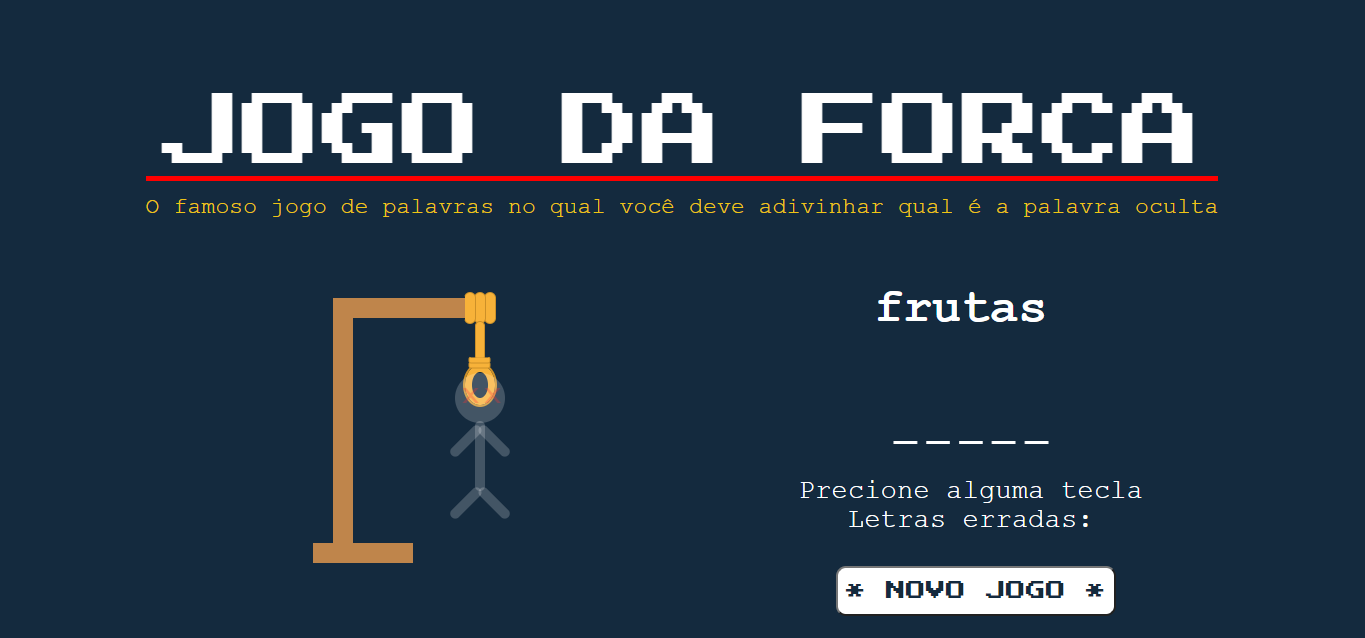 JOGO DA FORCA
O famoso jogo de palavras no qual você deve adivinhar qual é a palavra oculta
frutas
_ _ _ _ _
Precione alguma tecla
Letras erradas:
* NOVO JOGO *